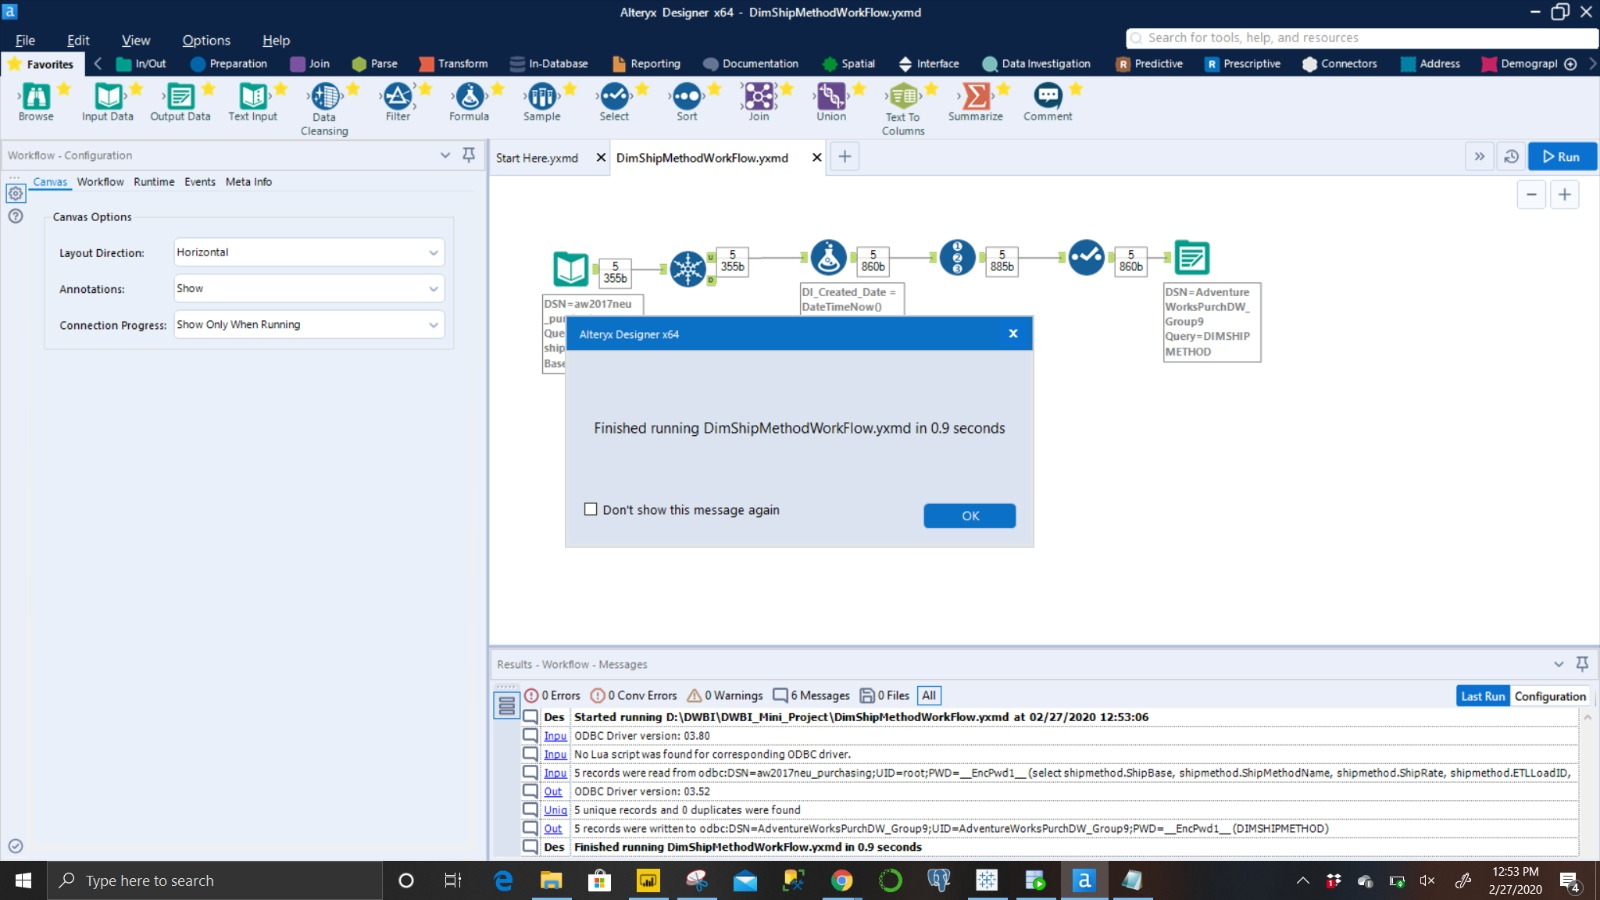 Alteryx Designer x64 - DimShipMethodWorkFlow.yxmd
File Edit View Options Help
Search for tools, help, and resources
Favorites In/Out Preparation Join Parse Transform In-Database Reporting Documentation Spatial Interface Data Investigation Predictive Prescriptive Connectors Address Demograpl
Browse Input Data Output Data Text Input Data Cleansing Filter Formula Sample Select Sort Join Union Text To Columns Summarize Comment
Workflow - Configuration
Start Here.yxmd
DimShipMethodWorkFlow.yxmd
Run
Canvas Workflow Runtime Events Meta Info
Canvas Options
Layout Direction: Horizontal
Annotations: Show
Connection Progress: Show Only When Running
5
355b
U
D
5
355b
5
860b
1
2
3
5
885b
5
860b
DSN=aw2017neu
_pu
Que
ship
Base
DI_Created_Date =
DateTimeNow()
DSN=Adventure
WorksPurchDW_
Group9
Query=DIMSHIP
METHOD
Alteryx Designer x64
Finished running DimShipMethodWorkFlow.yxmd in 0.9 seconds
Don't show this message again
OK
Results - Workflow - Messages
0 Errors 0 Conv Errors 0 Warnings 6 Messages 0 Files All
Last Run Configuration
Des Started running D:\DWBI\DWBI_Mini_Project\DimShipMethodWorkFlow.yxmd at 02/27/2020 12:53:06
Inpu ODBC Driver version: 03.80
Inpu No Lua script was found for corresponding ODBC driver.
Inpu 5 records were read from odbc:DSN=aw2017neu_purchasing;UID=root;PWD=__EncPwd1__ (select shipmethod.ShipBase, shipmethod.ShipMethodName, shipmethod.ShipRate, shipmethod.ETLLoadID,
Out ODBC Driver version: 03.52
Uniq 5 unique records and 0 duplicates were found
Out 5 records were written to odbc:DSN=AdventureWorksPurchDW_Group9;UID=AdventureWorksPurchDW_Group9;PWD=__EncPwd1__ (DIMSHIPMETHOD)
Des Finished running DimShipMethodWorkFlow.yxmd in 0.9 seconds
Type here to search
12:53 PM
2/27/2020
4